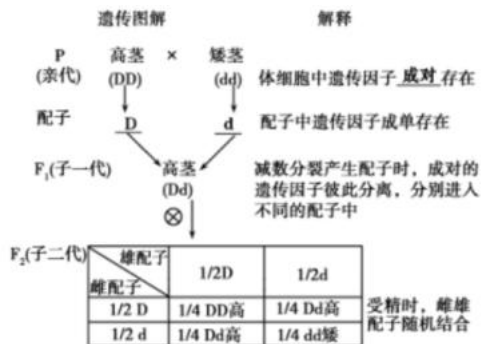 遗传图解 解释
P 高茎 × 矮茎
(亲代) (DD) (dd) 体细胞中遗传因子成对存在
配子 D d 配子中遗传因子成单存在
F₁(子一代) 高茎 减数分裂产生配子时，成对的
(Dd) 遗传因子彼此分离，分别进入
不同的配子中
F₂(子二代) 雄配子 1/2D 1/2d
雌配子
1/2 D 1/4 DD高 1/4 Dd高 受精时，雌雄
1/2 d 1/4 Dd高 1/4 dd矮 配子随机结合